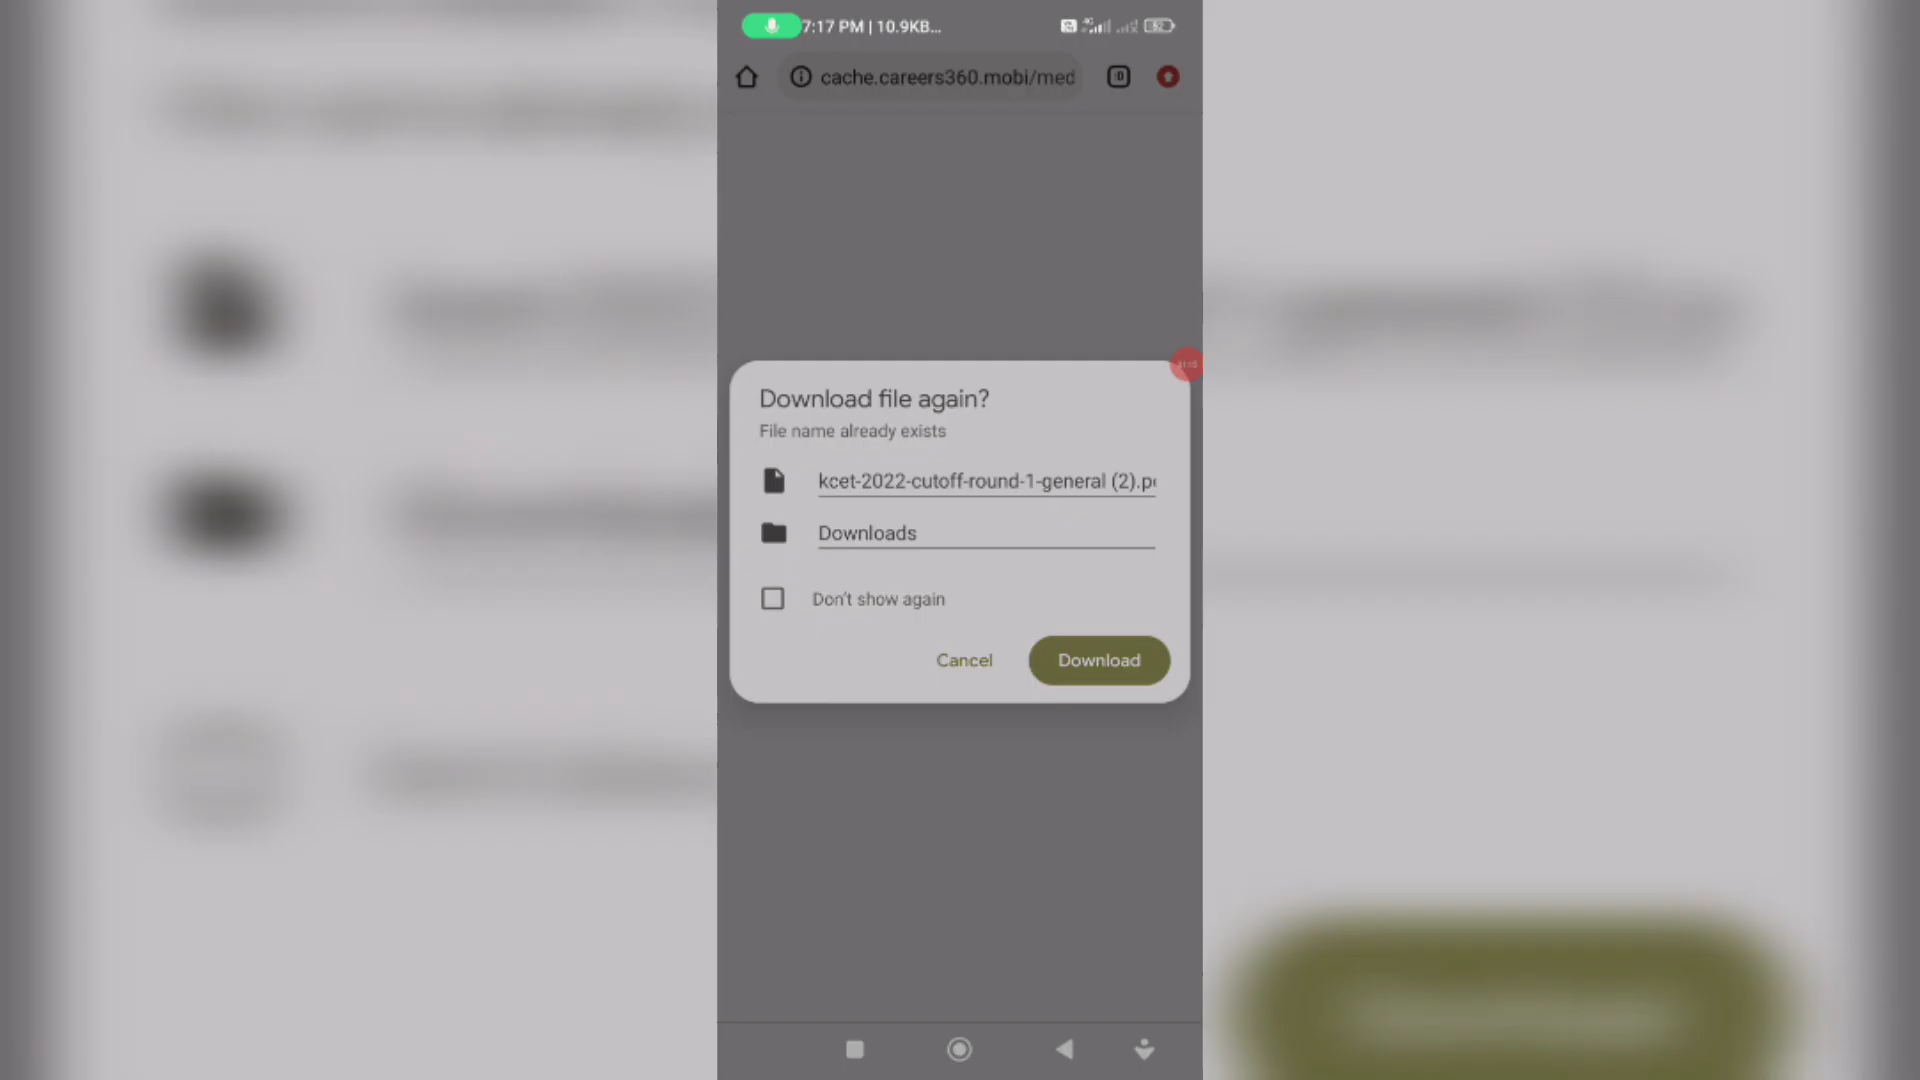 7:17 PM | 10.9KB...
cache.careers360.mobi/med
:D
Download file again?
File name already exists
kcet-2022-cutoff-round-1-general (2).p
Downloads
Don't show again
Cancel
Download